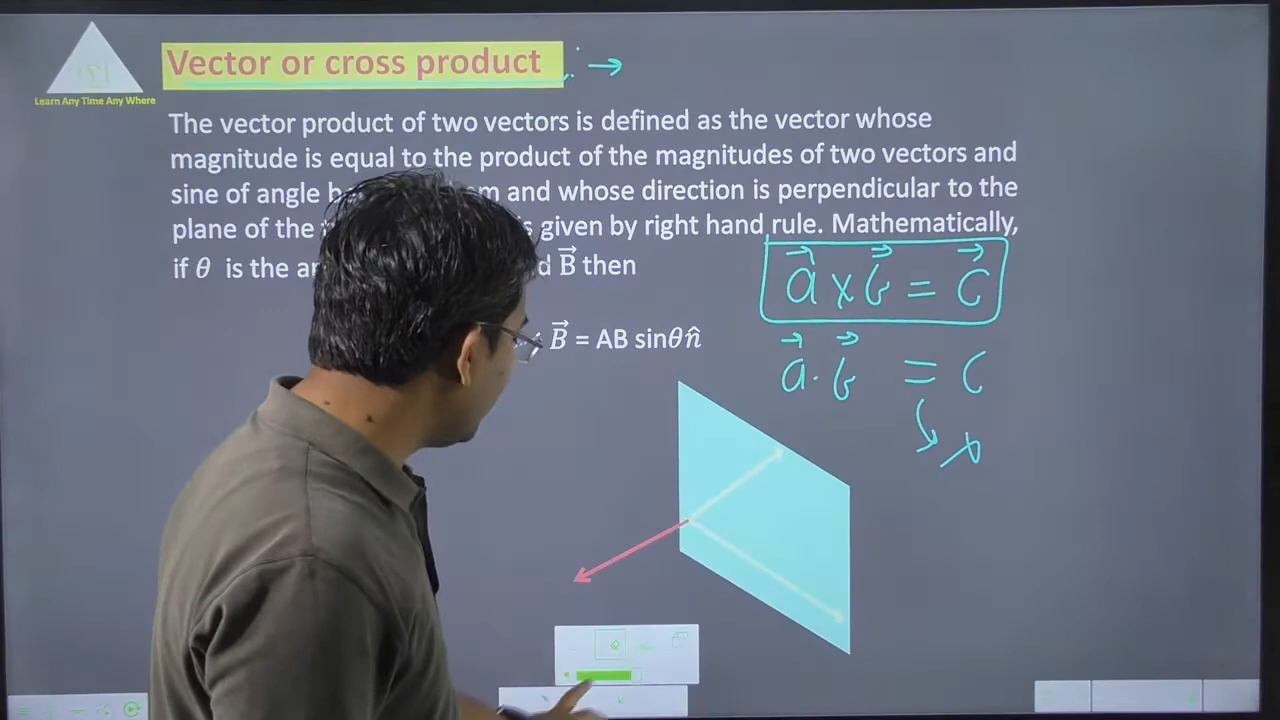 Vector or cross product :→
Learn Any Time Any Where
The vector product of two vectors is defined as the vector whose
magnitude is equal to the product of the magnitudes of two vectors and
sine of angle and whose direction is perpendicular to the
plane of the given by right hand rule. Mathematically,
if θ is the B⃗ then
a⃗ × b⃗ = c⃗
B⃗ = AB sinθn̂
a⃗ . b⃗ = c